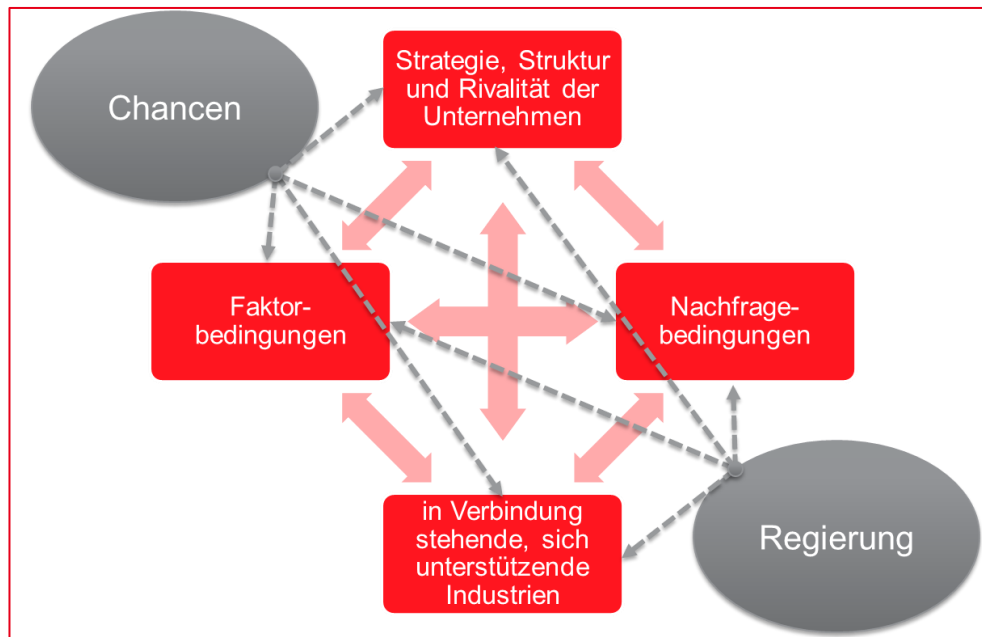 Chancen
Strategie, Struktur
und Rivalität der
Unternehmen
Faktor-
bedingungen
Nachfrage-
bedingungen
in Verbindung
stehende, sich
unterstützende
Industrien
Regierung